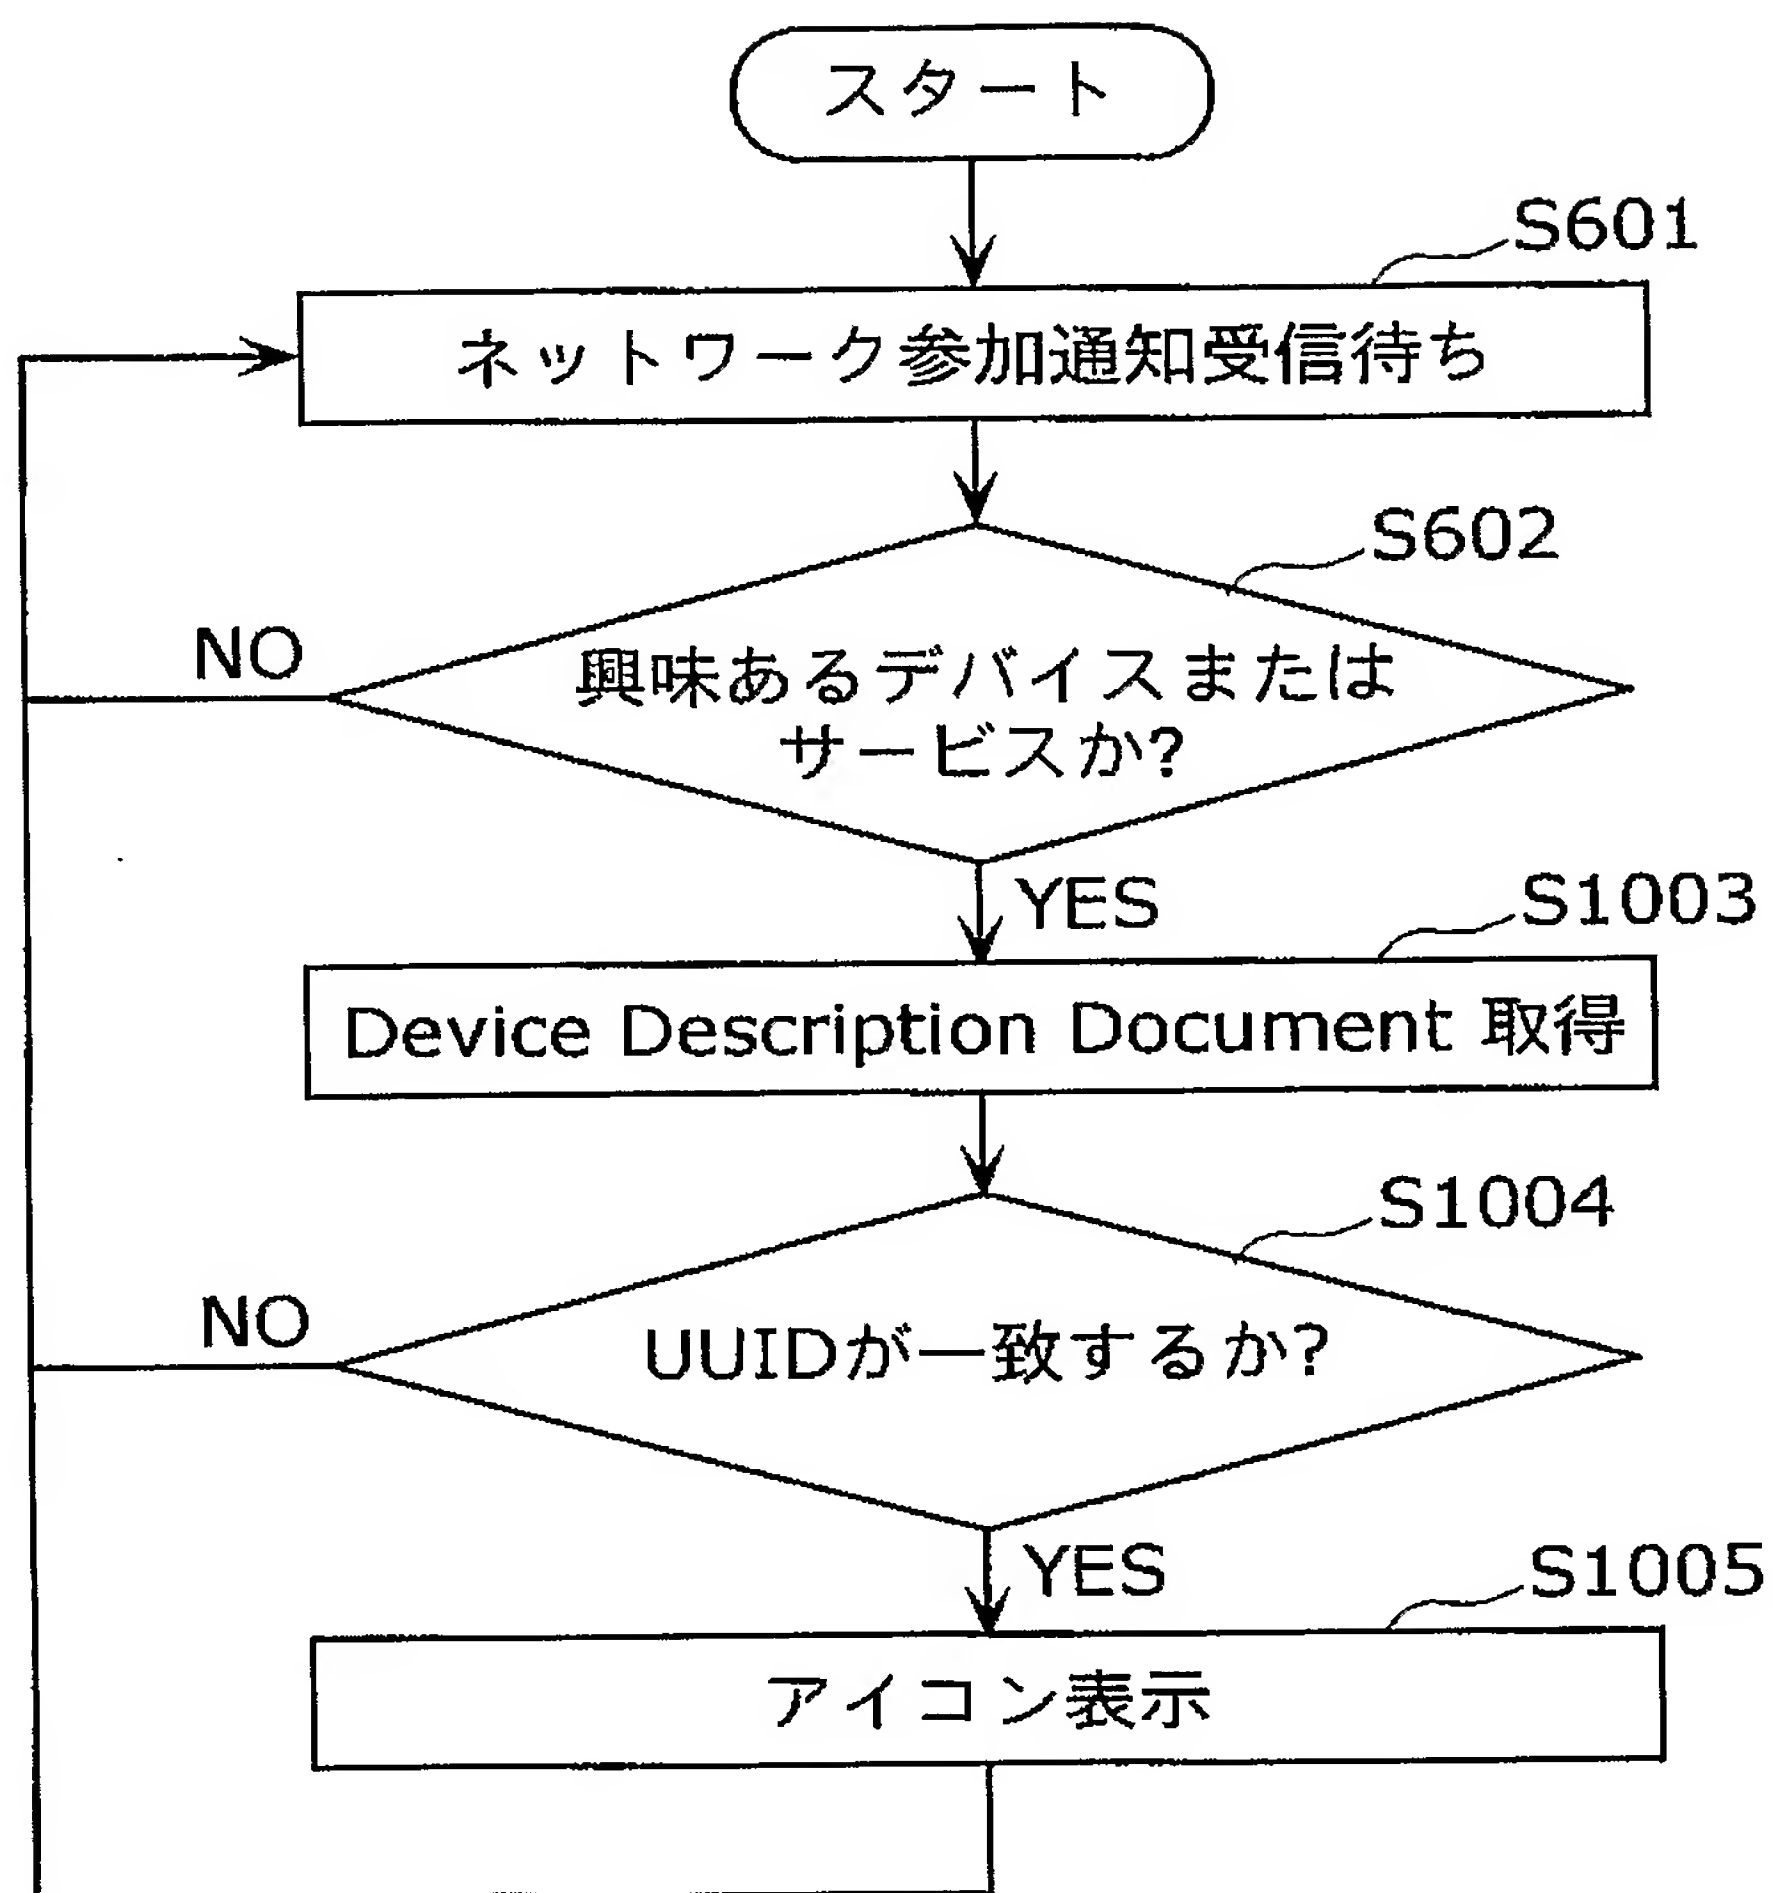 スタート
S601
ネットワーク参加通知受信待ち
S602
NO
興味あるデバイスまたは
サービスか?
YES
S1003
Device Description Document 取得
S1004
NO
UUIDが一致するか?
YES
S1005
アイコン表示